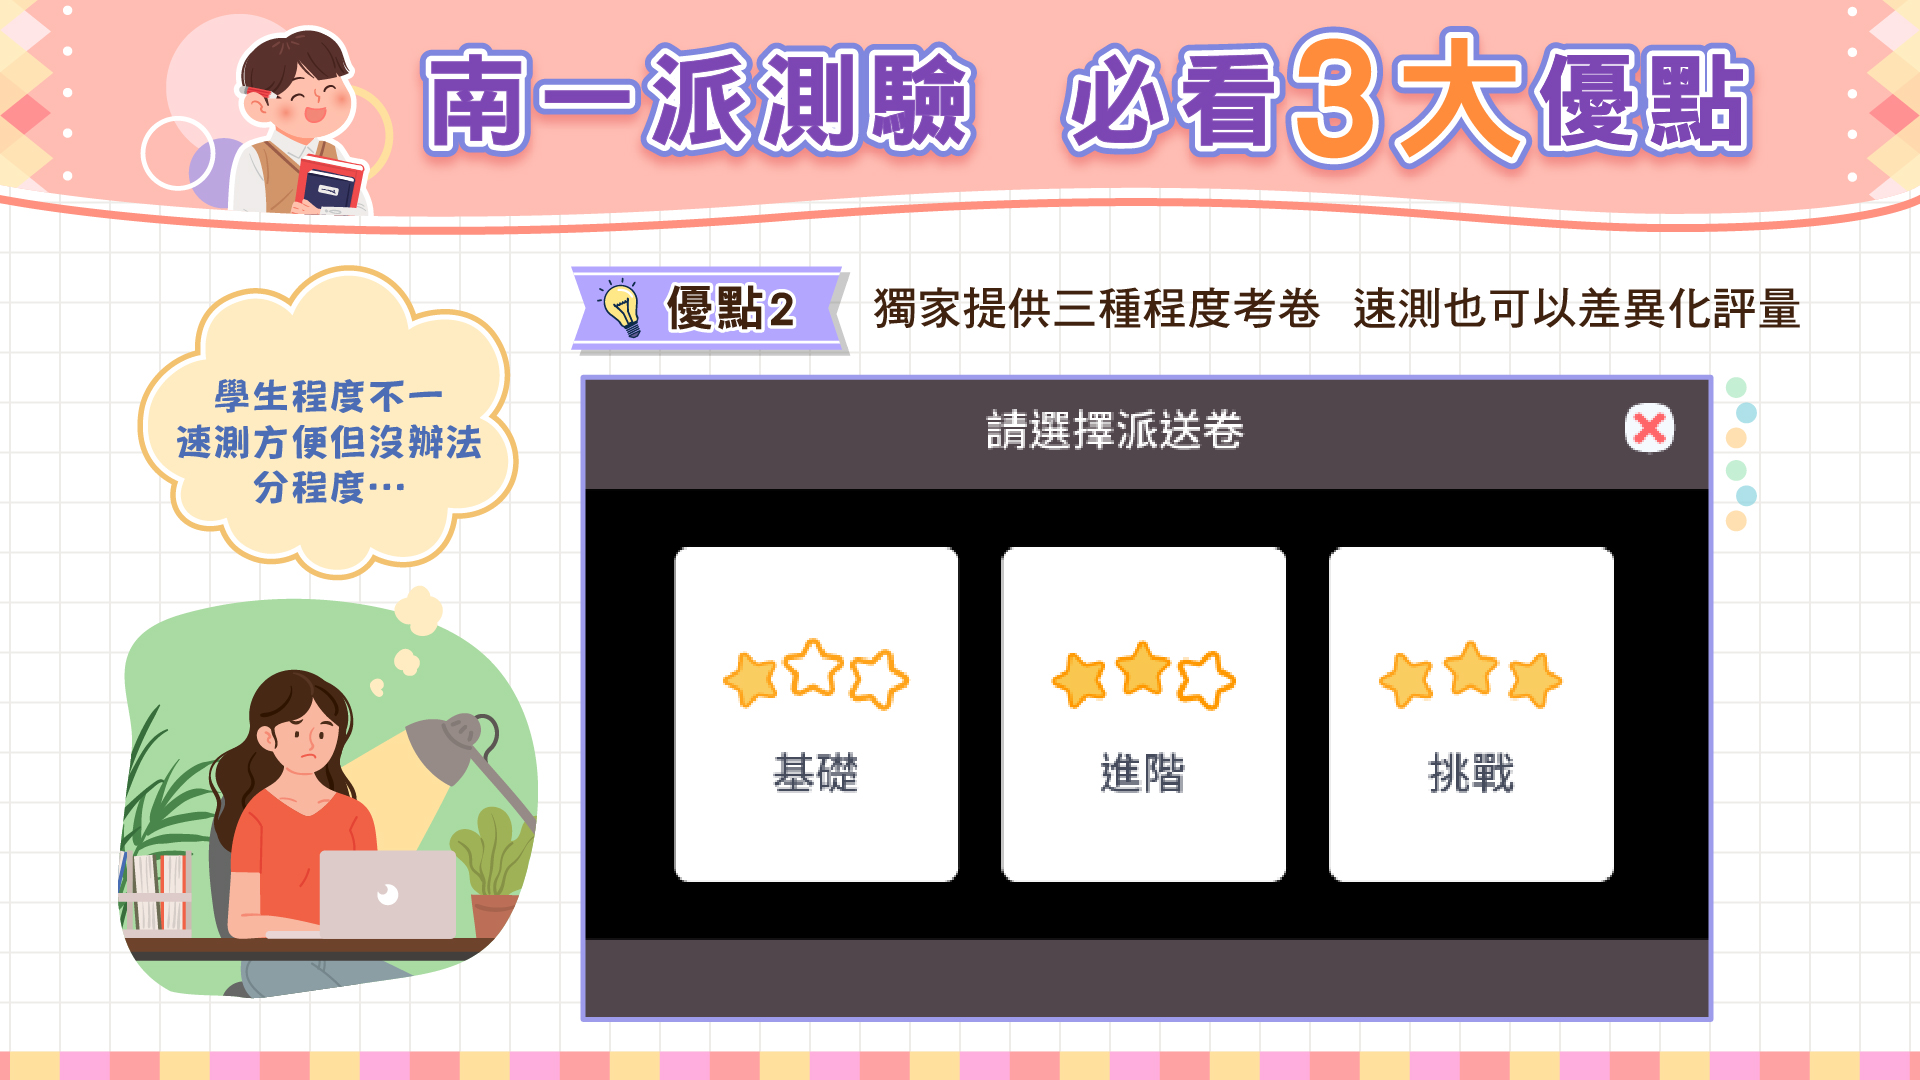 南一派測驗 必看3大優點
優點2
獨家提供三種程度考卷 速測也可以差異化評量
學生程度不一
速測方便但沒辦法
分程度…
請選擇派送卷
基礎
進階
挑戰